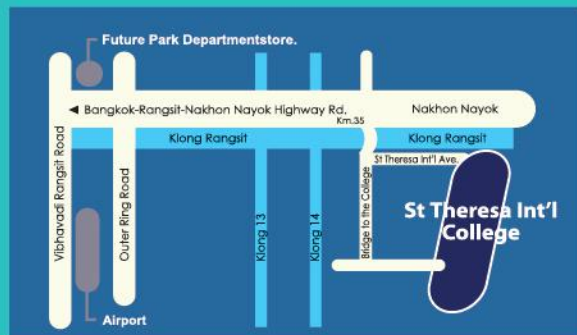 Future Park Departmentstore.
Bangkok-Rangsit-Nakhon Nayok Highway Rd.
Nakhon Nayok
Km.35
Klong Rangsit
Klong Rangsit
St Theresa Int'l Ave.
Vibhavadi Rangsit Road
Outer Ring Road
Klong 13
Klong 14
Bridge to the College
St Theresa Int'l
College
Airport